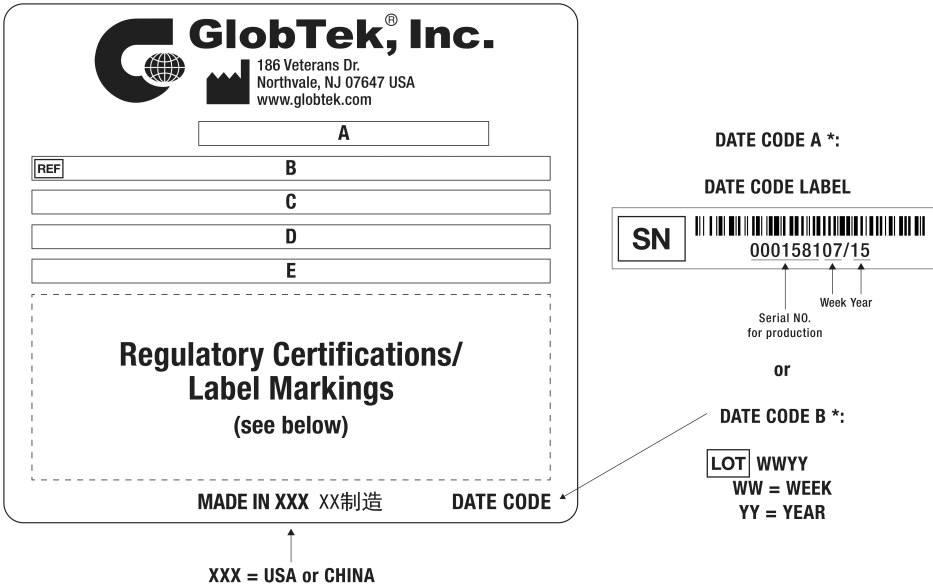 GlobTek®, Inc.
186 Veterans Dr.
Northvale, NJ 07647 USA
www.globtek.com
A
REF B
C
D
E
Regulatory Certifications/
Label Markings
(see below)
MADE IN XXX XX制造 DATE CODE
XXX = USA or CHINA
DATE CODE A *:
DATE CODE LABEL
SN
000158107/15
Week Year
Serial NO.
for production
or
DATE CODE B *:
LOT WWYY
WW = WEEK
YY = YEAR